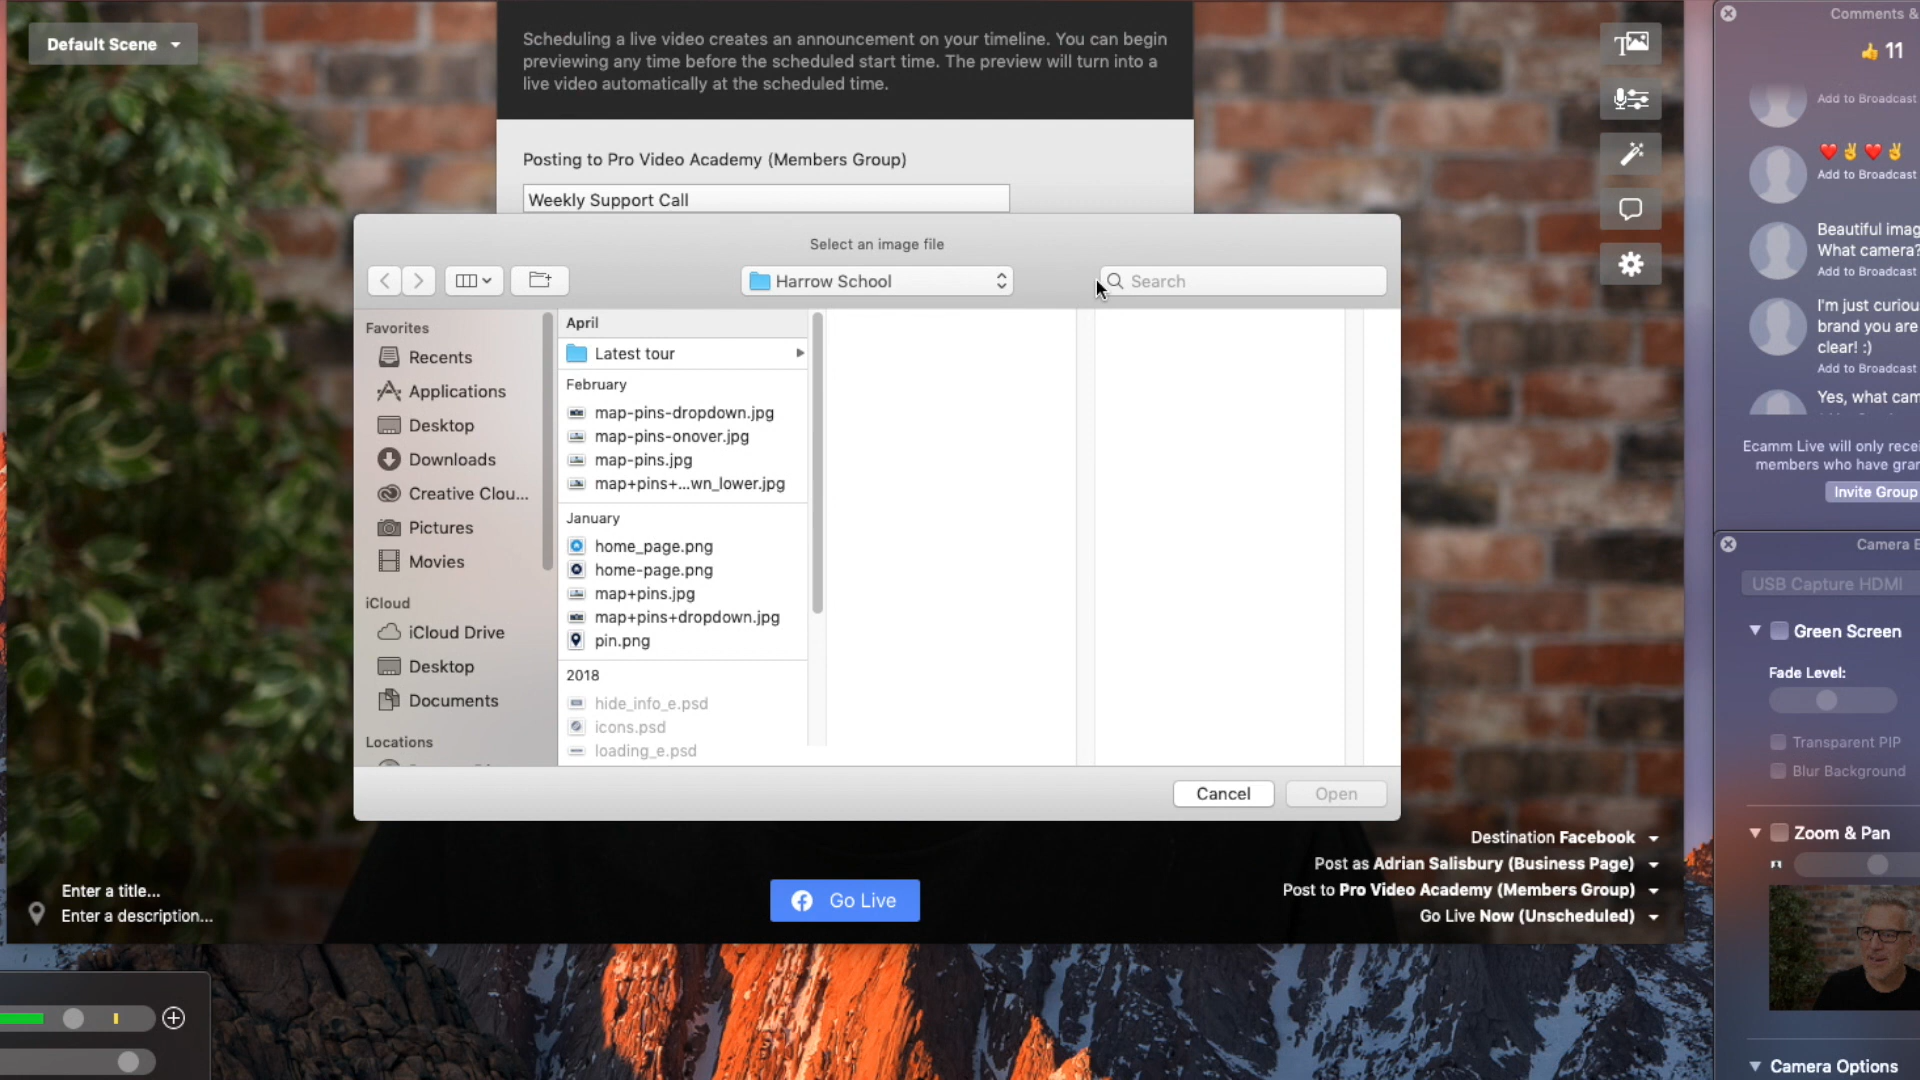 Default Scene
Scheduling a live video creates an announcement on your timeline. You can begin
previewing any time before the scheduled start time. The preview will turn into a
live video automatically at the scheduled time.
Posting to Pro Video Academy (Members Group)
Weekly Support Call
Select an image file
Harrow School
Search
Favorites
Recents
Applications
Desktop
Downloads
Creative Clou...
Pictures
Movies
iCloud
iCloud Drive
Desktop
Documents
Locations
April
Latest tour
February
map-pins-dropdown.jpg
map-pins-onover.jpg
map-pins.jpg
map+pins+...wn_lower.jpg
January
home_page.png
home-page.png
map+pins.jpg
map+pins+dropdown.jpg
pin.png
2018
hide_info_e.psd
icons.psd
loading_e.psd
Cancel
Open
Enter a title...
Enter a description...
Go Live
Destination Facebook
Post as Adrian Salisbury (Business Page)
Post to Pro Video Academy (Members Group)
Go Live Now (Unscheduled)
Comments &
👍 11
Add to Broadcast
❤️✌️❤️✌️
Add to Broadcast
Beautiful imag
What camera?
Add to Broadcast
I'm just curiou
brand you are
clear! :)
Add to Broadcast
Yes, what cam
Ecamm Live will only recei
members who have gran
Invite Group
Camera E
USB Capture HDMI
Green Screen
Fade Level:
Transparent PIP
Blur Background
Zoom & Pan
Camera Options